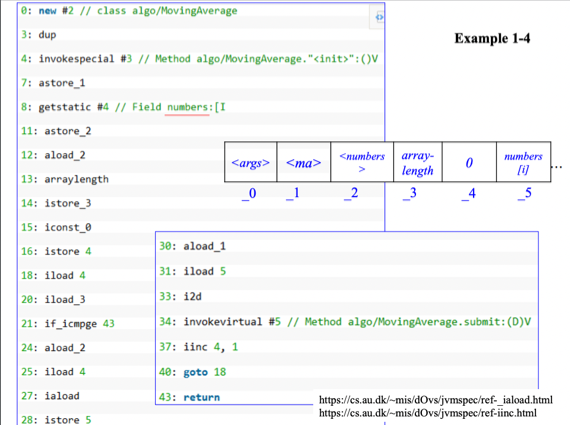 0: new #2 // class algo/MovingAverage
3: dup
4: invokespecial #3 // Method algo/MovingAverage."<init>":()V
7: astore_1
8: getstatic #4 // Field numbers:[I
11: astore_2
12: aload_2
13: arraylength
14: istore_3
15: iconst_0
16: istore 4
18: iload 4
20: iload_3
21: if_icmpge 43
24: aload_2
25: iload 4
27: iaload
28: istore 5
Example 1-4
<args> <ma> <numbers> array-length 0 numbers[i] ...
_0 _1 _2 _3 _4 _5
30: aload_1
31: iload 5
33: i2d
34: invokevirtual #5 // Method algo/MovingAverage.submit:(D)V
37: iinc 4, 1
40: goto 18
43: return
https://cs.au.dk/~mis/dOvs/jvmspec/ref-_iaload.html
https://cs.au.dk/~mis/dOvs/jvmspec/ref-iinc.html